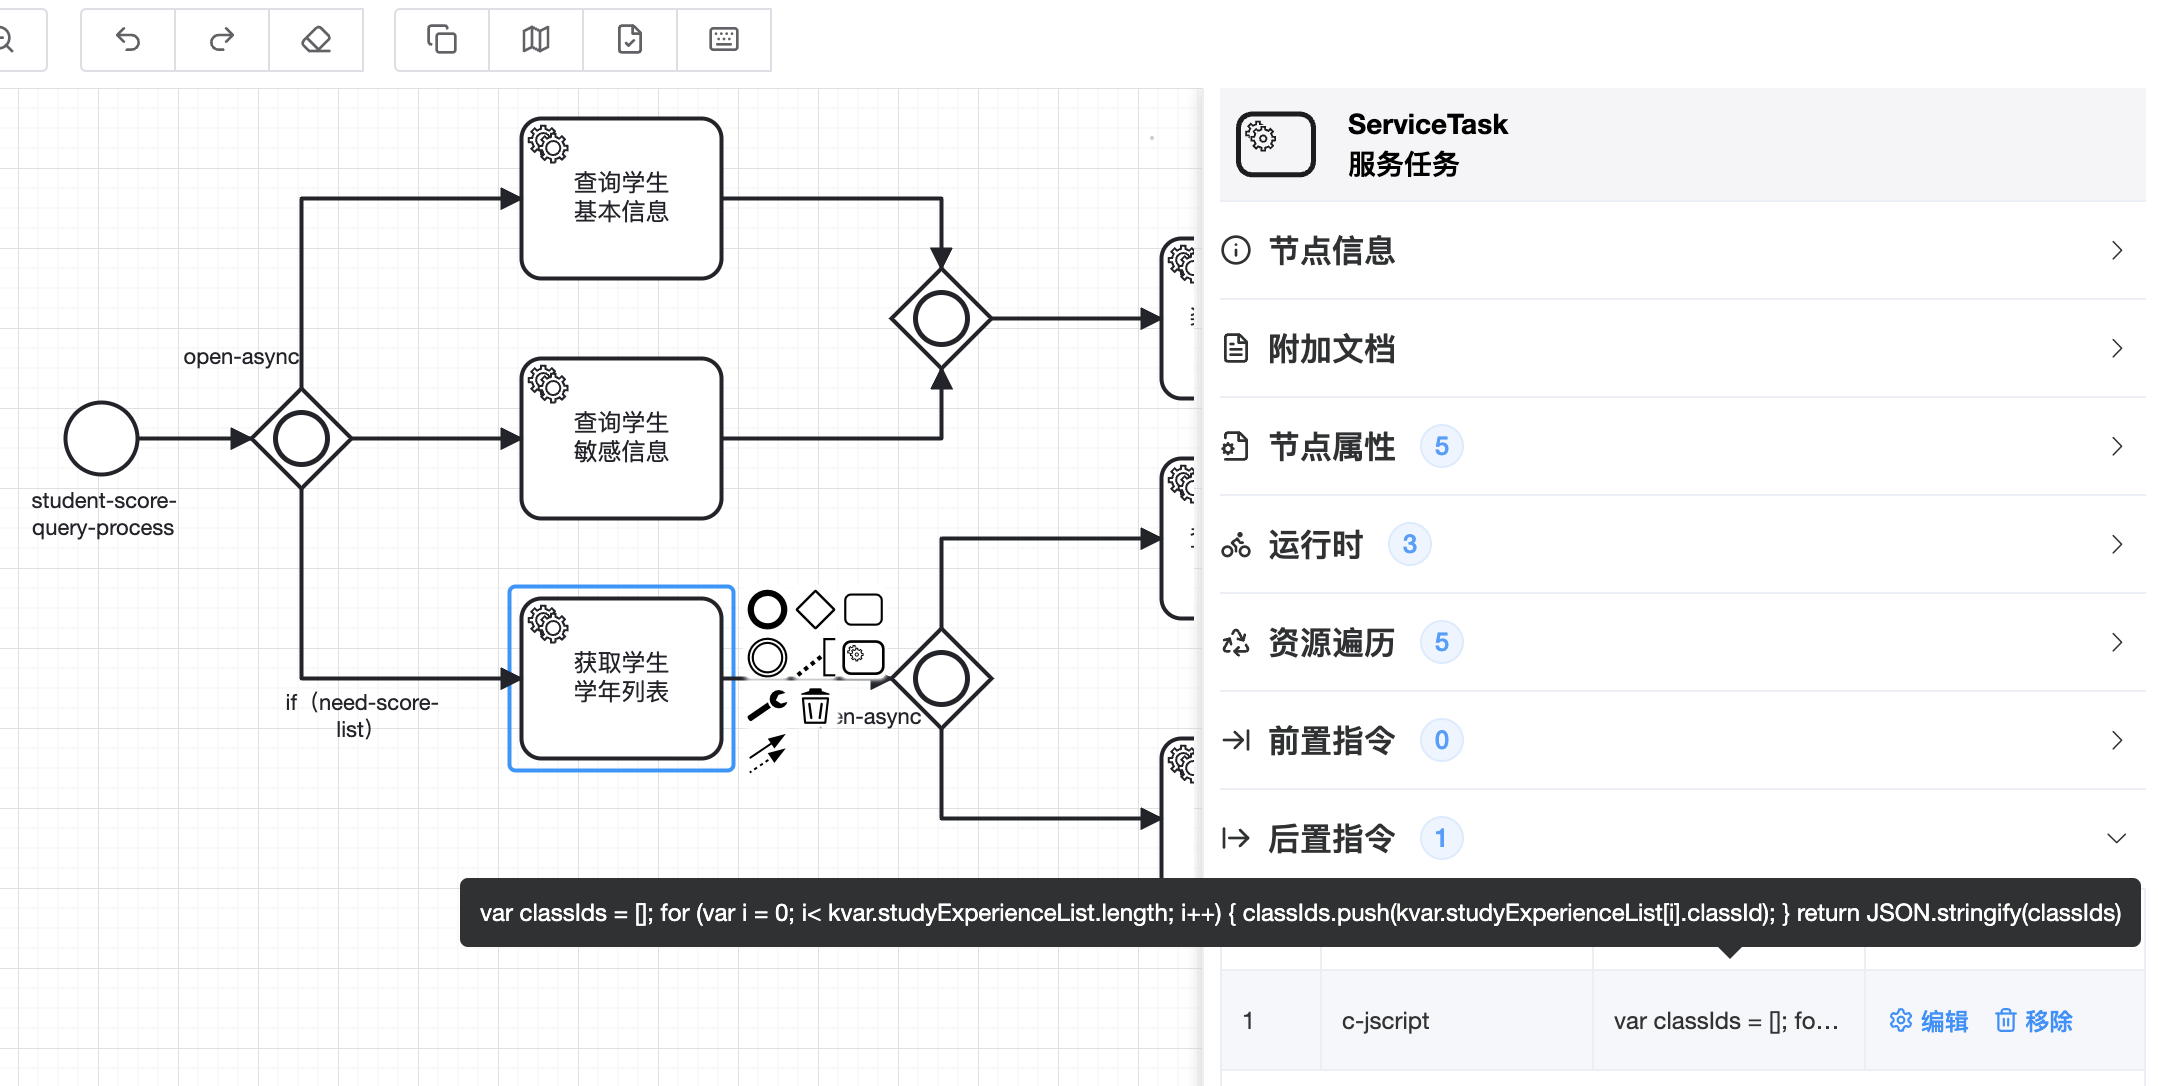 查询学生
基本信息
open-async
查询学生
敏感信息
student-score-
query-process
获取学生
学年列表
if（need-score-
list）
en-async
ServiceTask
服务任务
节点信息
附加文档
节点属性 5
运行时 3
资源遍历 5
前置指令 0
后置指令 1
var classIds = []; for (var i = 0; i< kvar.studyExperienceList.length; i++) { classIds.push(kvar.studyExperienceList[i].classId); } return JSON.stringify(classIds)
1 c-jscript var classIds = []; fo... 编辑 移除